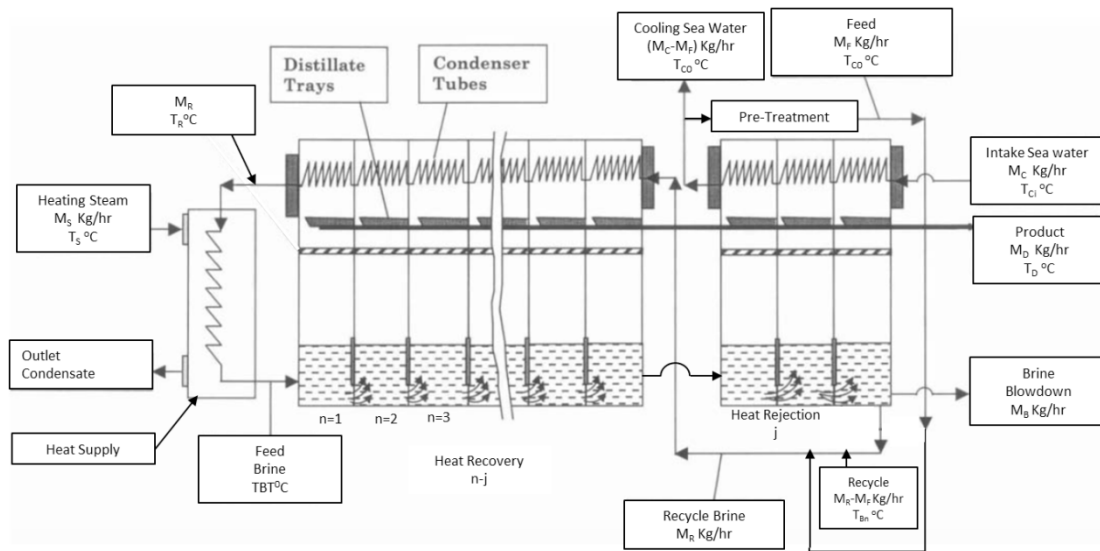 Cooling Sea Water
(MC-MF) Kg/hr
TCO °C
Feed
MF Kg/hr
TCO °C
Distillate
Trays
Condenser
Tubes
MR
TR°C
Pre-Treatment
Intake Sea water
MC Kg/hr
TCi °C
Heating Steam
MS Kg/hr
TS °C
Product
MD Kg/hr
TD °C
Outlet
Condensate
Brine
Blowdown
MB Kg/hr
n=1 n=2 n=3
Heat Rejection
j
Heat Supply
Feed
Brine
TBT°C
Heat Recovery
n-j
Recycle Brine
MR Kg/hr
Recycle
MR-MF Kg/hr
TBn °C